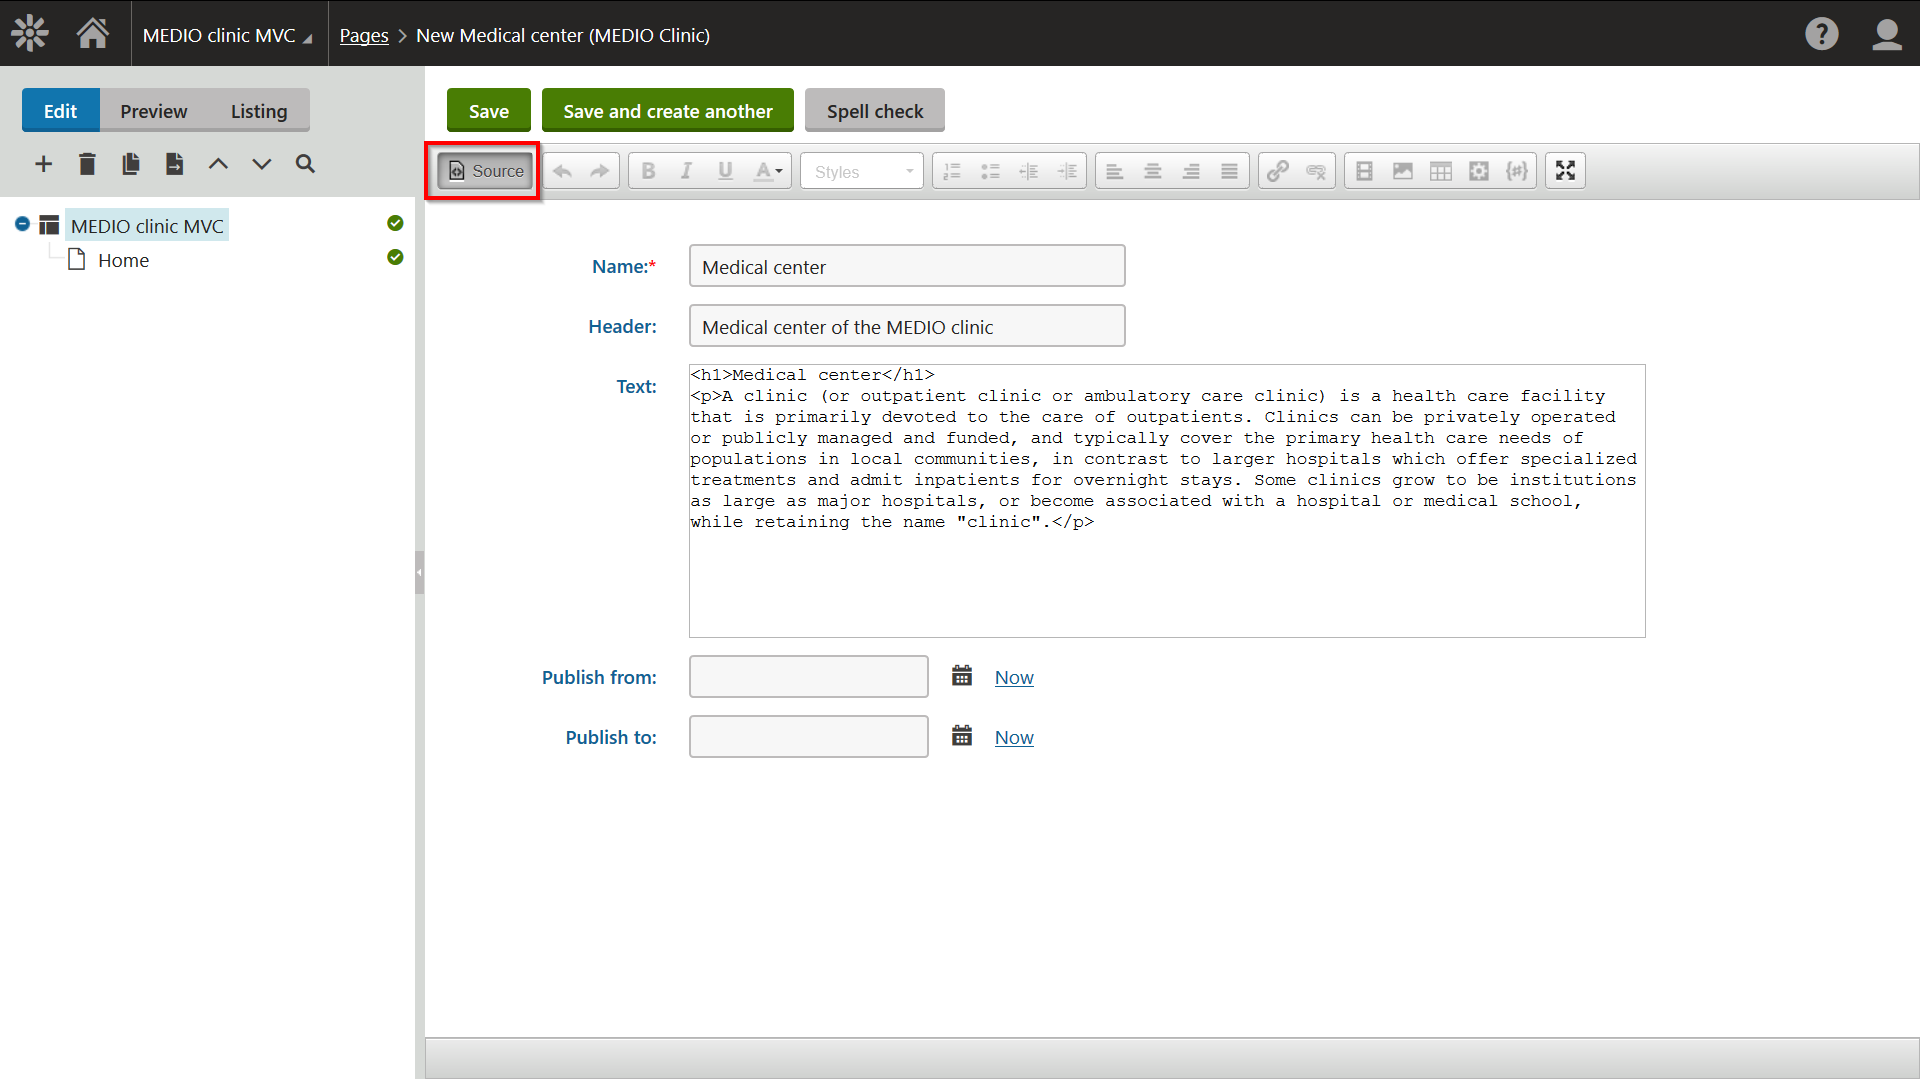 MEDIO clinic MVC
Pages > New Medical center (MEDIO Clinic)
Edit Preview Listing
MEDIO clinic MVC
Home
Save Save and create another Spell check
Source B I U A Styles {#}
Name:* Medical center
Header: Medical center of the MEDIO clinic
Text:
<h1>Medical center</h1>
<p>A clinic (or outpatient clinic or ambulatory care clinic) is a health care facility
that is primarily devoted to the care of outpatients. Clinics can be privately operated
or publicly managed and funded, and typically cover the primary health care needs of
populations in local communities, in contrast to larger hospitals which offer specialized
treatments and admit inpatients for overnight stays. Some clinics grow to be institutions
as large as major hospitals, or become associated with a hospital or medical school,
while retaining the name "clinic".</p>
Publish from: Now
Publish to: Now